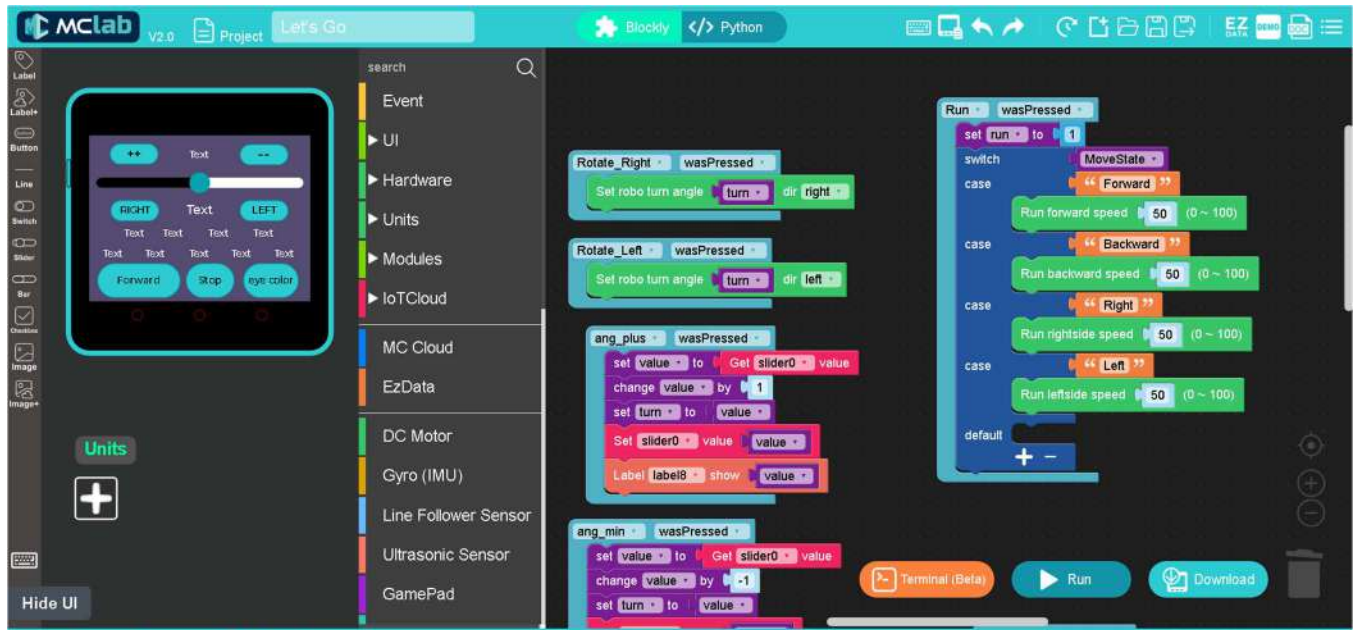 MClab V2.0 Project Let's Go Blockly </> Python EZ DATA DEMO DOC
Label
Label+
Button
Line
Switch
Slider
Bar
Checkbox
Image
Image+
++ Text --
RIGHT Text LEFT
Text Text Text Text
Text Text Text Text Text
Forward Stop eye color
Units
Hide UI
search
Event
UI
Hardware
Units
Modules
IoTCloud
MC Cloud
EzData
DC Motor
Gyro (IMU)
Line Follower Sensor
Ultrasonic Sensor
GamePad
Rotate_Right wasPressed
Set robo turn angle turn dir right
Rotate_Left wasPressed
Set robo turn angle turn dir left
ang_plus wasPressed
set value to Get slider0 value
change value by 1
set turn to value
Set slider0 value value
Label label8 show value
ang_min wasPressed
set value to Get slider0 value
change value by -1
set turn to value
Run wasPressed
set run to 1
switch MoveState
case “ Forward ”
Run forward speed 50 (0 ~ 100)
case “ Backward ”
Run backward speed 50 (0 ~ 100)
case “ Right ”
Run rightside speed 50 (0 ~ 100)
case “ Left ”
Run leftside speed 50 (0 ~ 100)
default
+ −
Terminal (Beta) Run Download